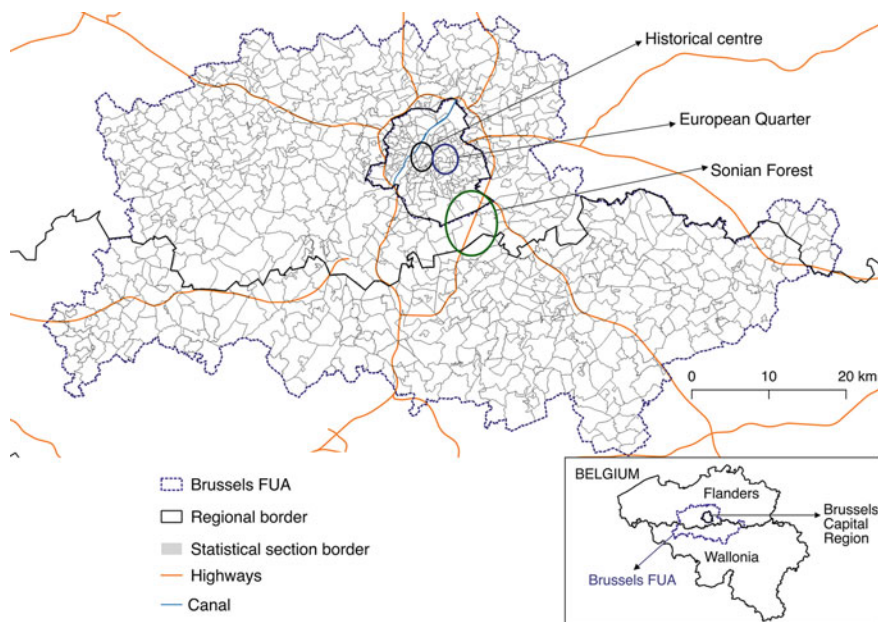 Historical centre
European Quarter
Sonian Forest
0 10 20 km
Brussels FUA
Regional border
Statistical section border
Highways
Canal
BELGIUM
Flanders
Brussels
Capital
Region
Wallonia
Brussels FUA